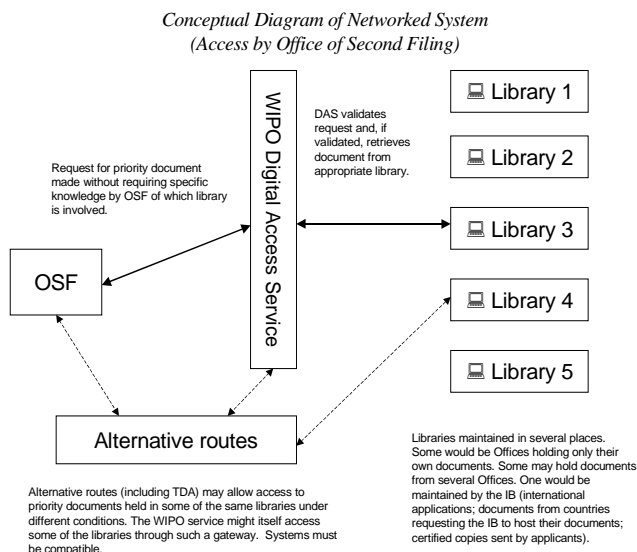 Conceptual Diagram of Networked System
(Access by Office of Second Filing)
WIPO Digital Access Service
Library 1
Library 2
Library 3
Library 4
Library 5
DAS validates
request and, if
validated, retrieves
document from
appropriate library.
Request for priority document
made without requiring specific
knowledge by OSF of which library
is involved.
OSF
Alternative routes
Alternative routes (including TDA) may allow access to
priority documents held in some of the same libraries under
different conditions. The WIPO service might itself access
some of the libraries through such a gateway. Systems must
be compatible.
Libraries maintained in several places.
Some would be Offices holding only their
own documents. Some may hold documents
from several Offices. One would be
maintained by the IB (international
applications; documents from countries
requesting the IB to host their documents;
certified copies sent by applicants).